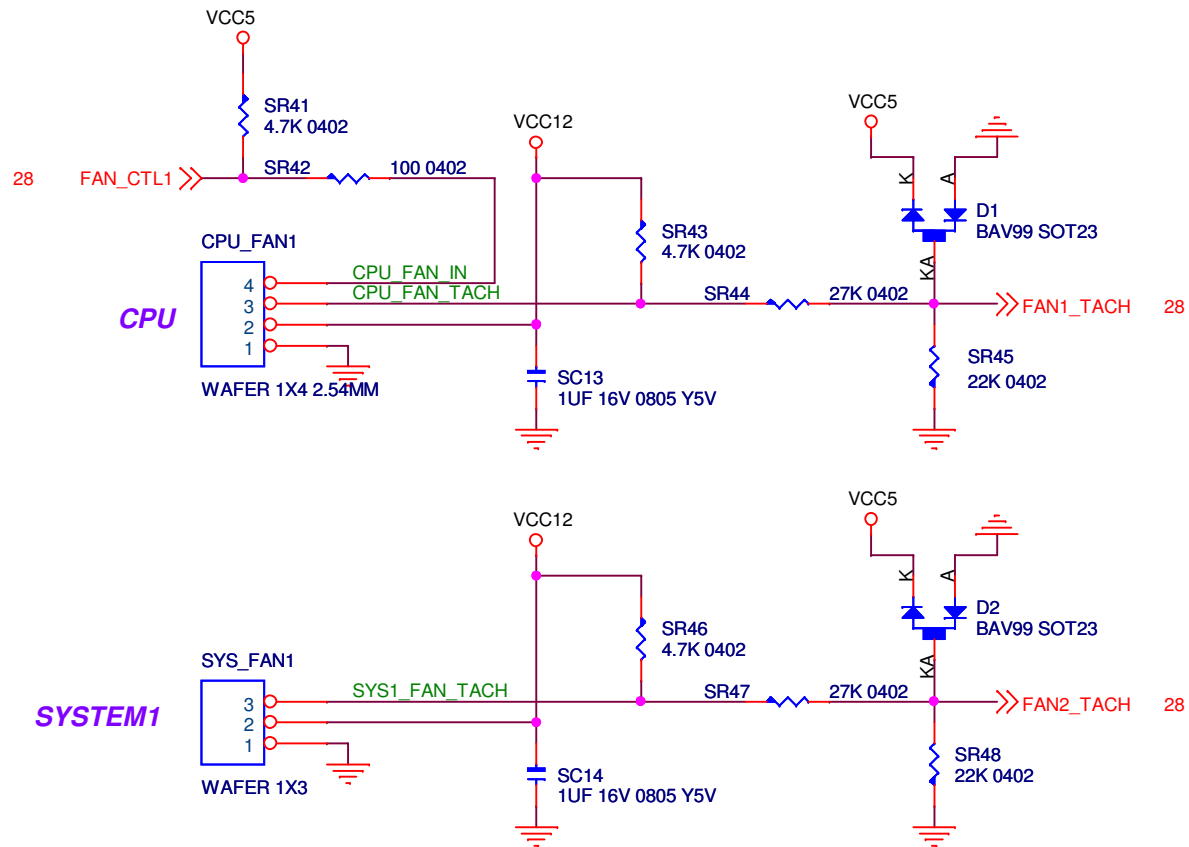 VCC5
SR41
4.7K 0402
28
FAN_CTL1
SR42
100 0402
VCC12
VCC5
SR43
4.7K 0402
K
A
D1
BAV99 SOT23
KA
CPU_FAN1
CPU
4
3
2
1
CPU_FAN_IN
CPU_FAN_TACH
WAFER 1X4 2.54MM
SR44
27K 0402
FAN1_TACH
28
SR45
22K 0402
SC13
1UF 16V 0805 Y5V
VCC12
VCC5
SR46
4.7K 0402
K
A
D2
BAV99 SOT23
KA
SYS_FAN1
SYSTEM1
3
2
1
SYS1_FAN_TACH
WAFER 1X3
SR47
27K 0402
FAN2_TACH
28
SR48
22K 0402
SC14
1UF 16V 0805 Y5V